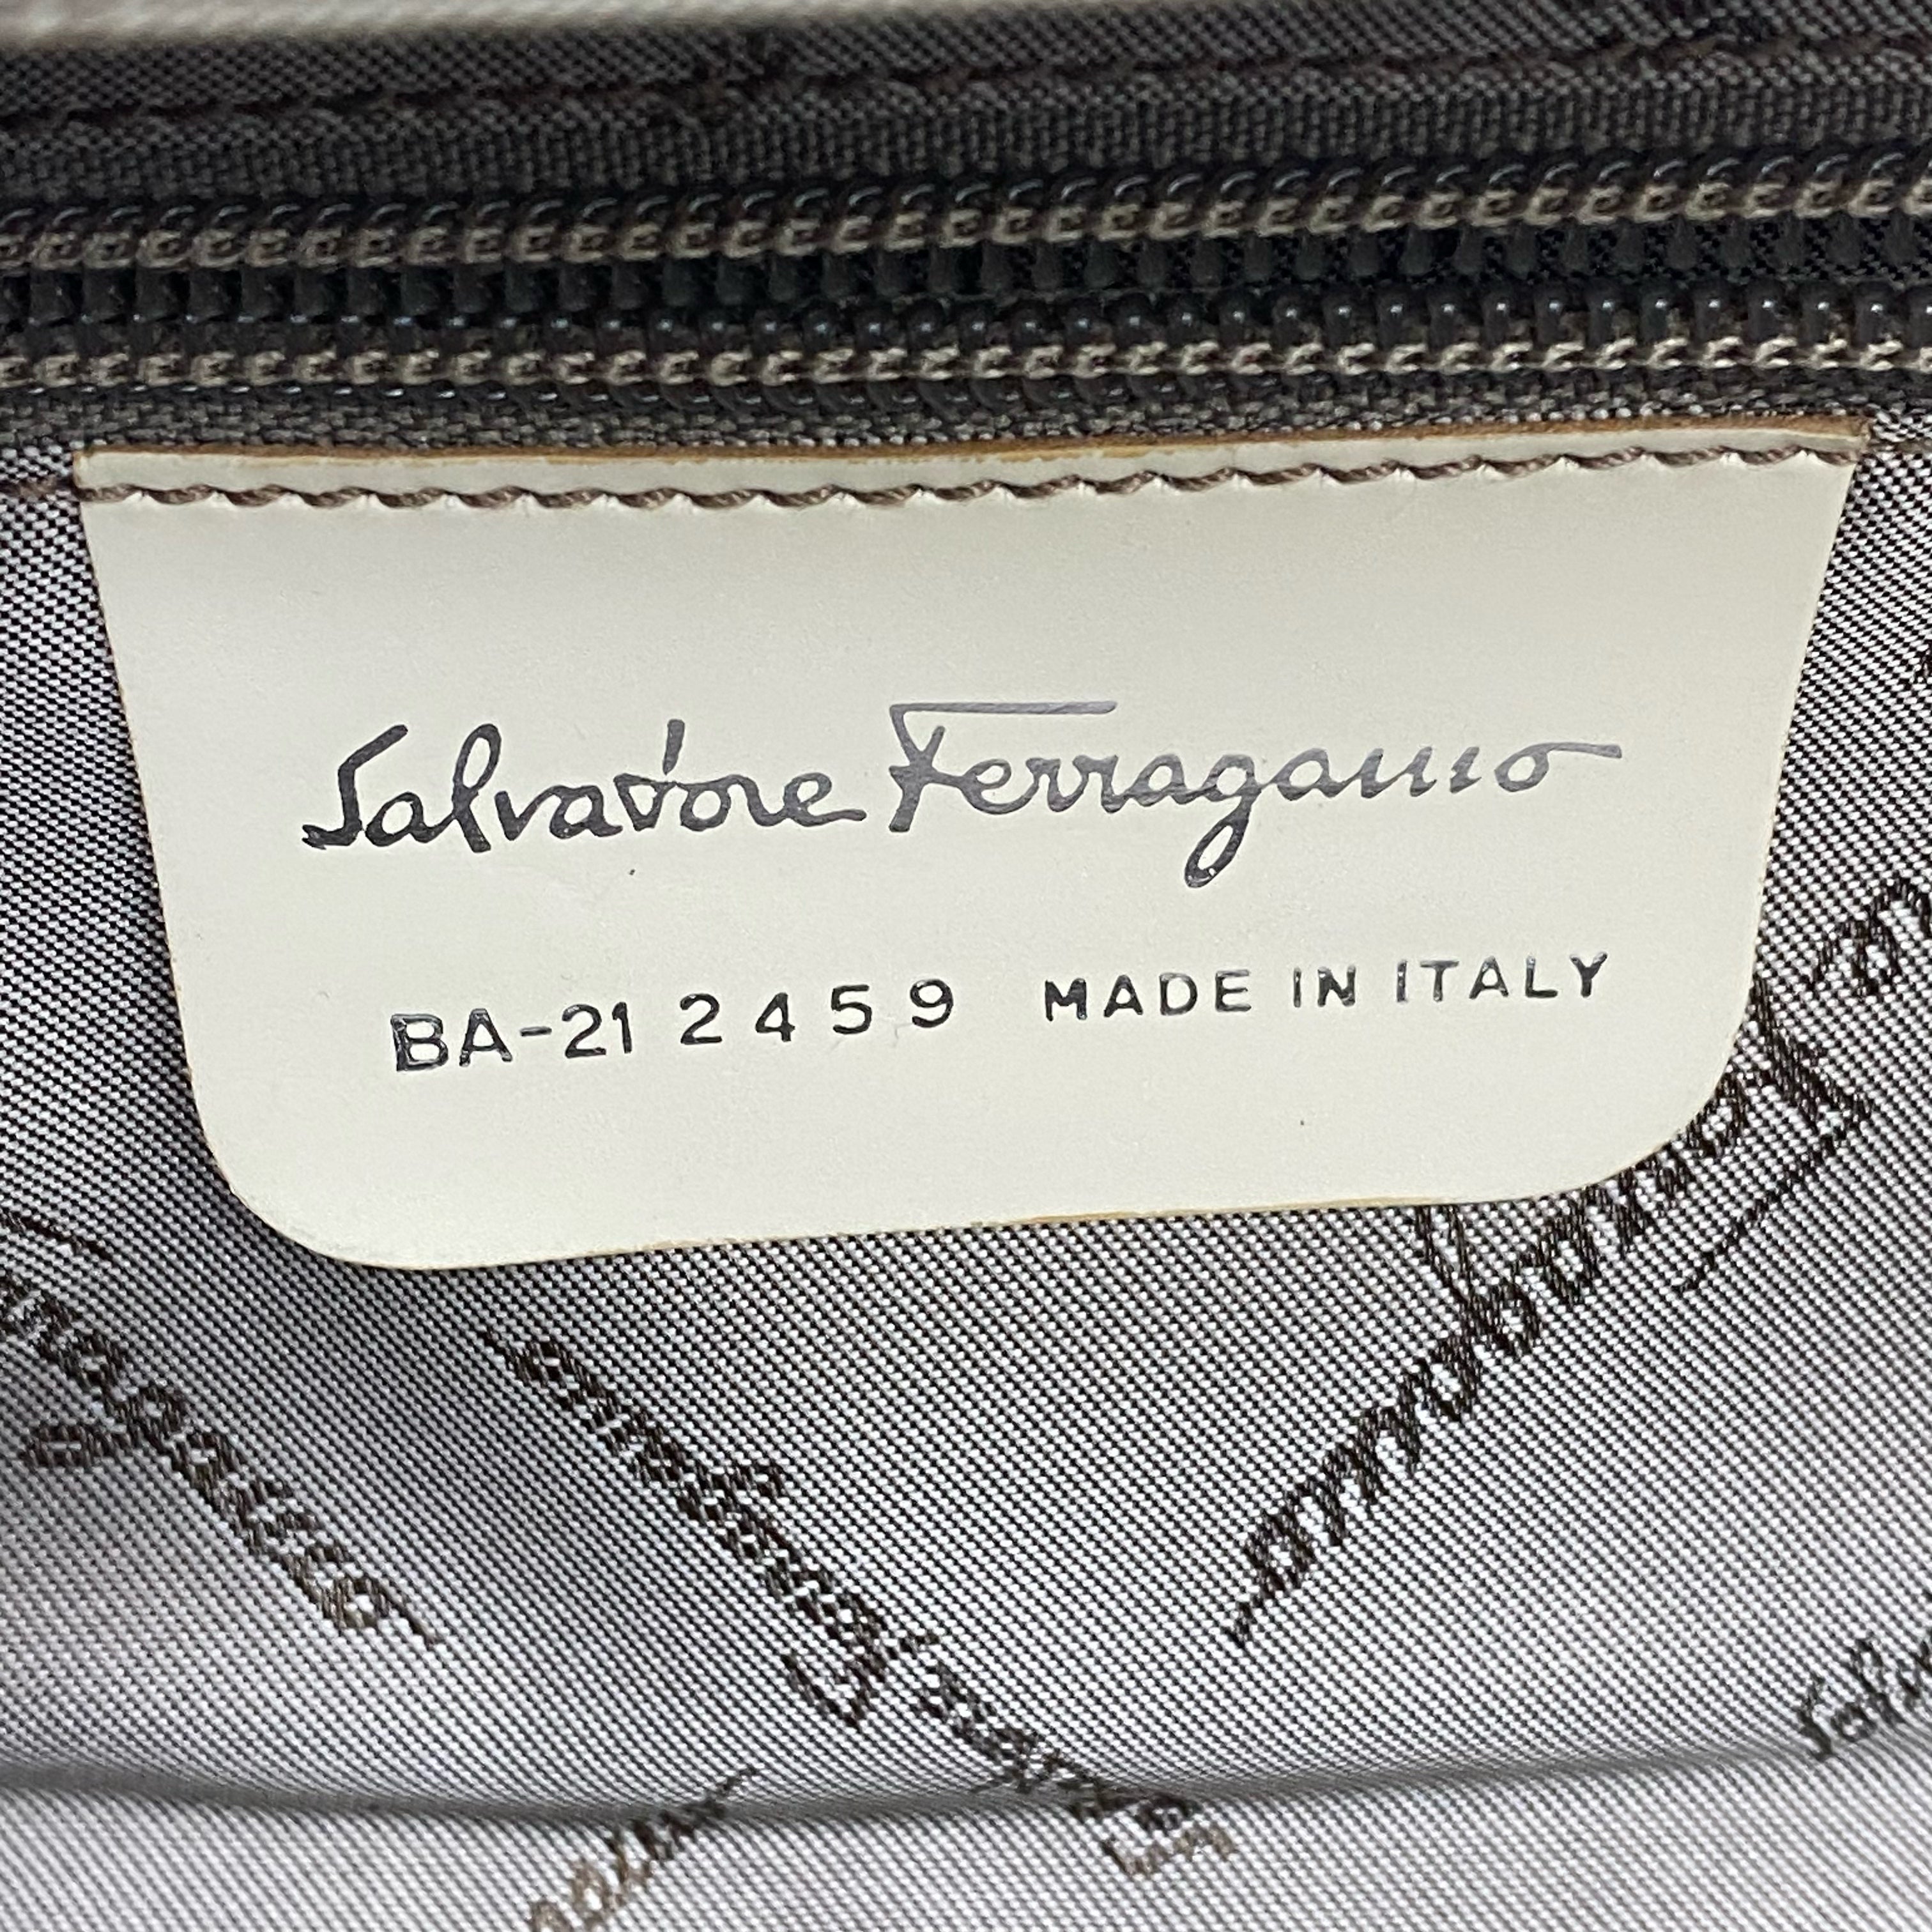 Salvatore Ferragamo
BA-21 2459 MADE IN ITALY